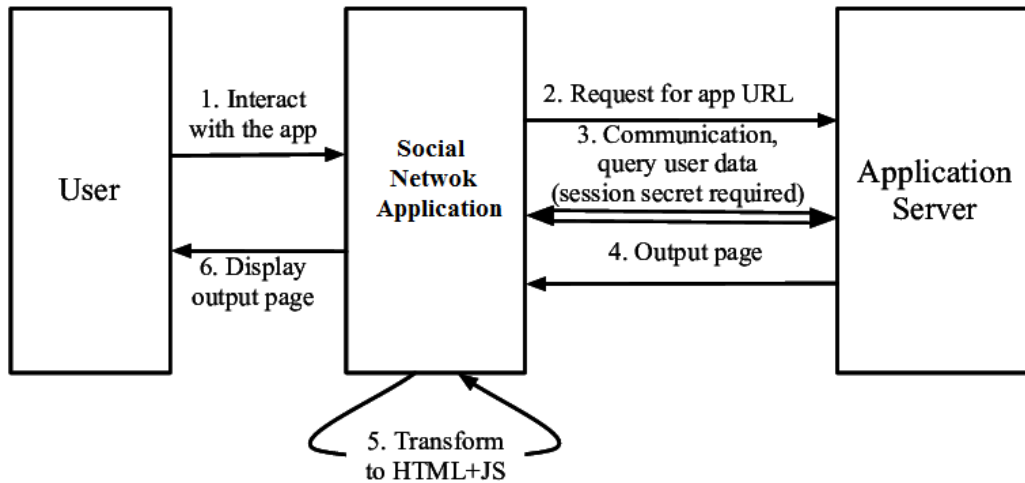 User
1. Interact
with the app
6. Display
output page
Social
Netwok
Application
2. Request for app URL
3. Communication,
query user data
(session secret required)
4. Output page
Application
Server
5. Transform
to HTML+JS